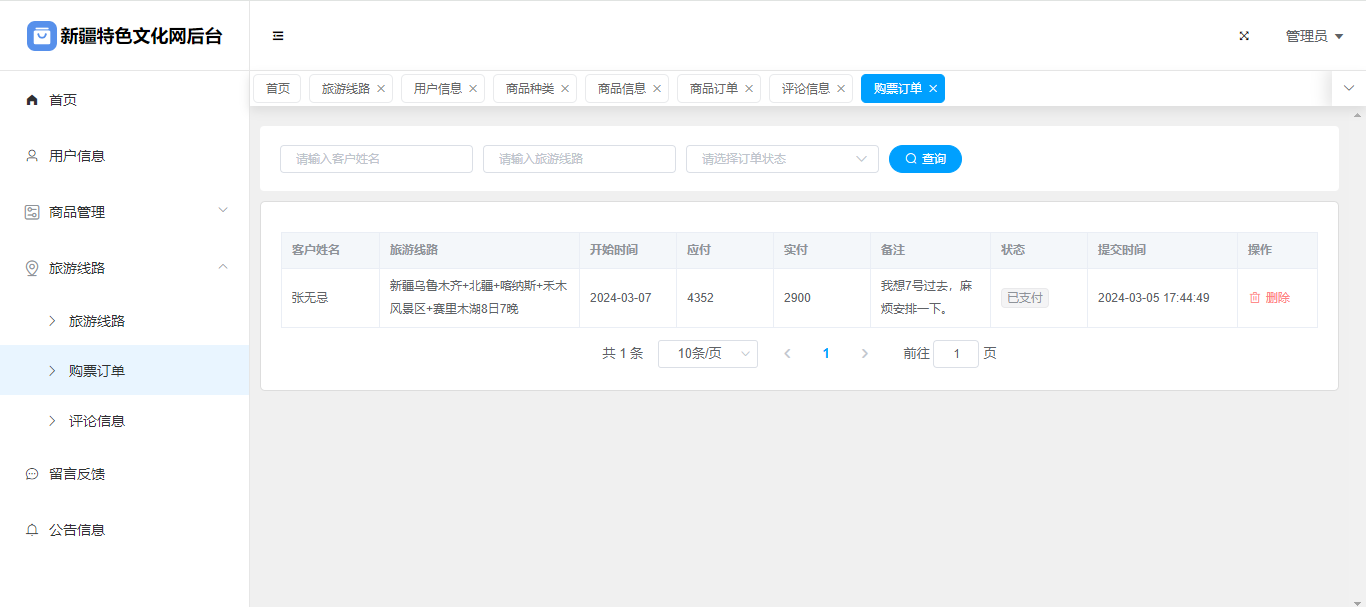 新疆特色文化网后台
管理员
首页
用户信息
商品管理
旅游线路
旅游线路
购票订单
评论信息
留言反馈
公告信息
首页 旅游线路 用户信息 商品种类 商品信息 商品订单 评论信息 购票订单
请输入客户姓名 请输入旅游线路 请选择订单状态 查询
客户姓名 旅游线路 开始时间 应付 实付 备注 状态 提交时间 操作
张无忌 新疆乌鲁木齐+北疆+喀纳斯+禾木 2024-03-07 4352 2900 我想7号过去，麻 已支付 2024-03-05 17:44:49 删除
风景区+赛里木湖8日7晚 烦安排一下。
共 1 条 10条/页 1 前往 1 页